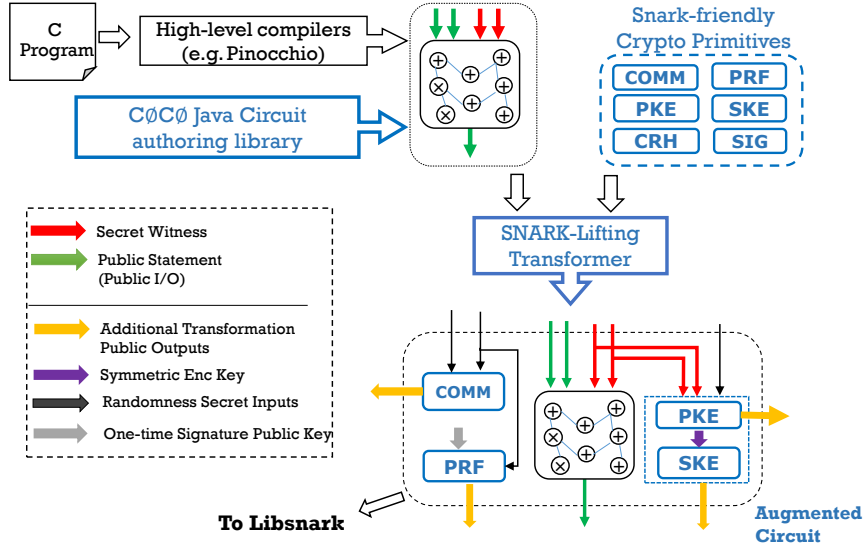 C
Program
High-level compilers
(e.g. Pinocchio)
CØCØ Java Circuit
authoring library
Snark-friendly
Crypto Primitives
COMM
PRF
PKE
SKE
CRH
SIG
SNARK-Lifting
Transformer
Secret Witness
Public Statement
(Public I/O)
Additional Transformation
Public Outputs
Symmetric Enc Key
Randomness Secret Inputs
One-time Signature Public Key
COMM
PRF
PKE
SKE
To Libsnark
Augmented
Circuit